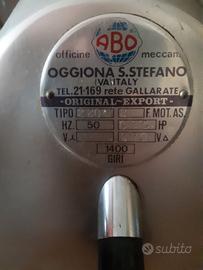 ABO
officine meccan.
OGGIONA S.STEFANO
(VA) ITALY
TEL.21-169 rete GALLARATE
-ORIGINAL-EXPORT-
TIPO F. MOT. AS.
HZ. 50 HP
V.⅄ V.△
1400
GIRI
subito